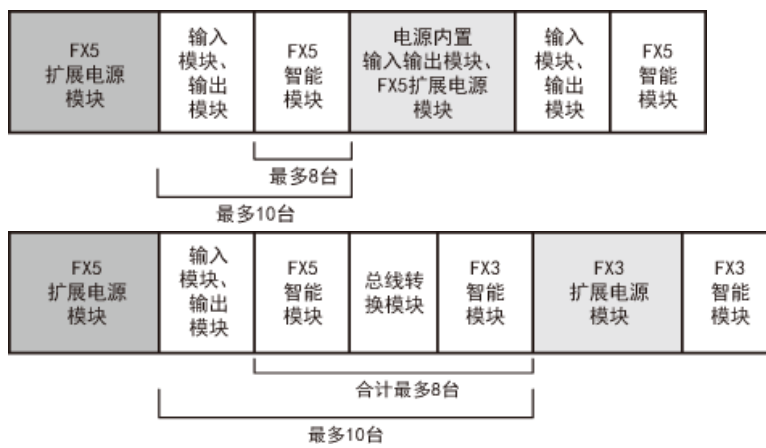 FX5
扩展电源
模块
输入
模块、
输出
模块
FX5
智能
模块
电源内置
输入输出模块、
FX5扩展电源
模块
输入
模块、
输出
模块
FX5
智能
模块
最多8台
最多10台
FX5
扩展电源
模块
输入
模块、
输出
模块
FX5
智能
模块
总线转
换模块
FX3
智能
模块
FX3
扩展电源
模块
FX3
智能
模块
合计最多8台
最多10台